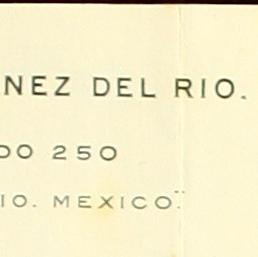 NEZ DEL RIO.
DO 250
IO. MEXICO."